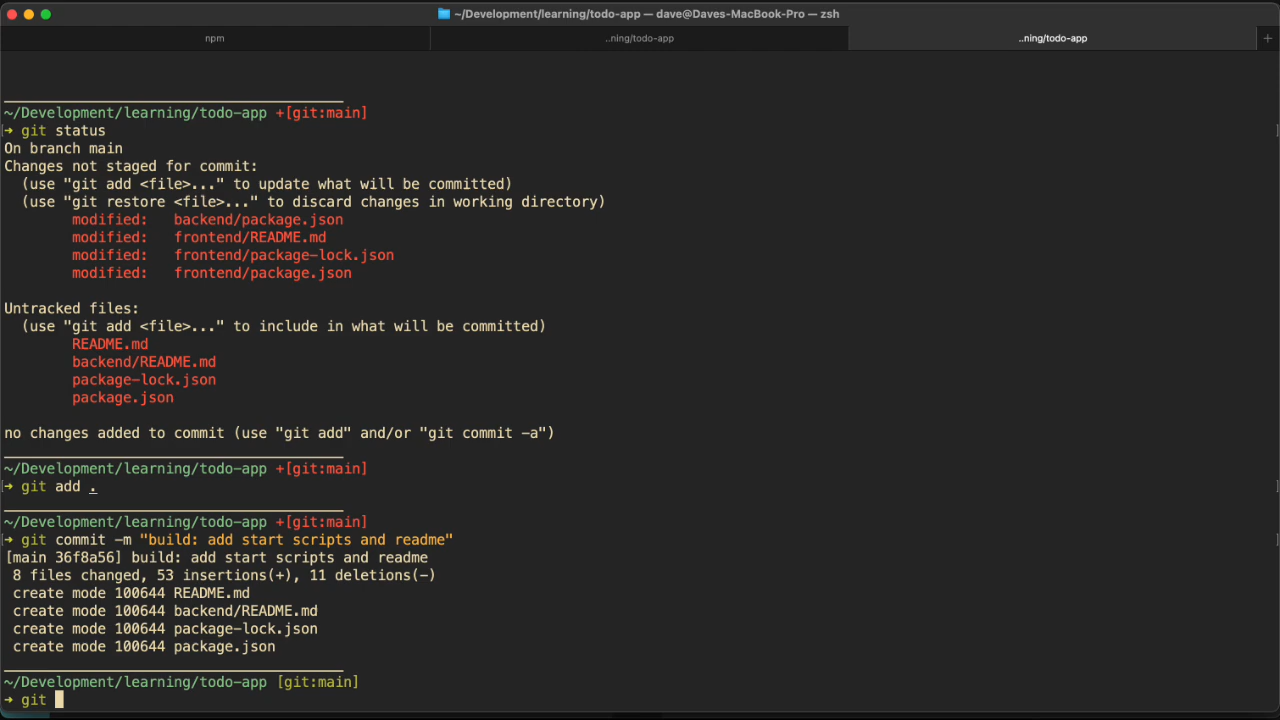 ~/Development/learning/todo-app — dave@Daves-MacBook-Pro — zsh
npm
..ning/todo-app
..ning/todo-app
+
~/Development/learning/todo-app +[git:main]
➜ git status
On branch main
Changes not staged for commit:
  (use "git add <file>..." to update what will be committed)
  (use "git restore <file>..." to discard changes in working directory)
        modified:   backend/package.json
        modified:   frontend/README.md
        modified:   frontend/package-lock.json
        modified:   frontend/package.json
Untracked files:
  (use "git add <file>..." to include in what will be committed)
        README.md
        backend/README.md
        package-lock.json
        package.json
no changes added to commit (use "git add" and/or "git commit -a")
~/Development/learning/todo-app +[git:main]
➜ git add .
~/Development/learning/todo-app +[git:main]
➜ git commit -m "build: add start scripts and readme"
[main 36f8a56] build: add start scripts and readme
 8 files changed, 53 insertions(+), 11 deletions(-)
 create mode 100644 README.md
 create mode 100644 backend/README.md
 create mode 100644 package-lock.json
 create mode 100644 package.json
~/Development/learning/todo-app [git:main]
➜ git